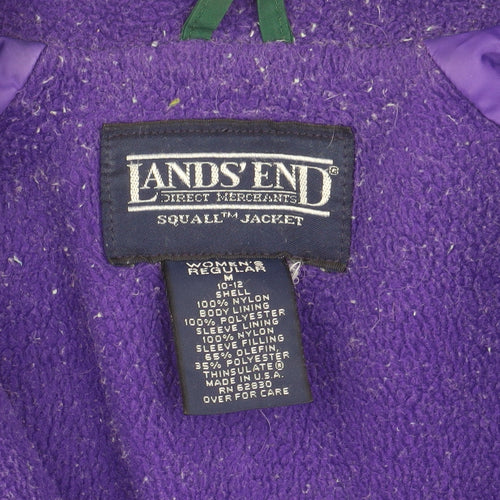 LANDS' END®
DIRECT MERCHANTS
SQUALL™ JACKET
WOMEN'S
REGULAR
M
10-12
SHELL
100% NYLON
BODY LINING
100% POLYESTER
SLEEVE LINING
100% NYLON
SLEEVE FILLING
65% OLEFIN,
35% POLYESTER
THINSULATE®
MADE IN U.S.A.
RN 62830
OVER FOR CARE